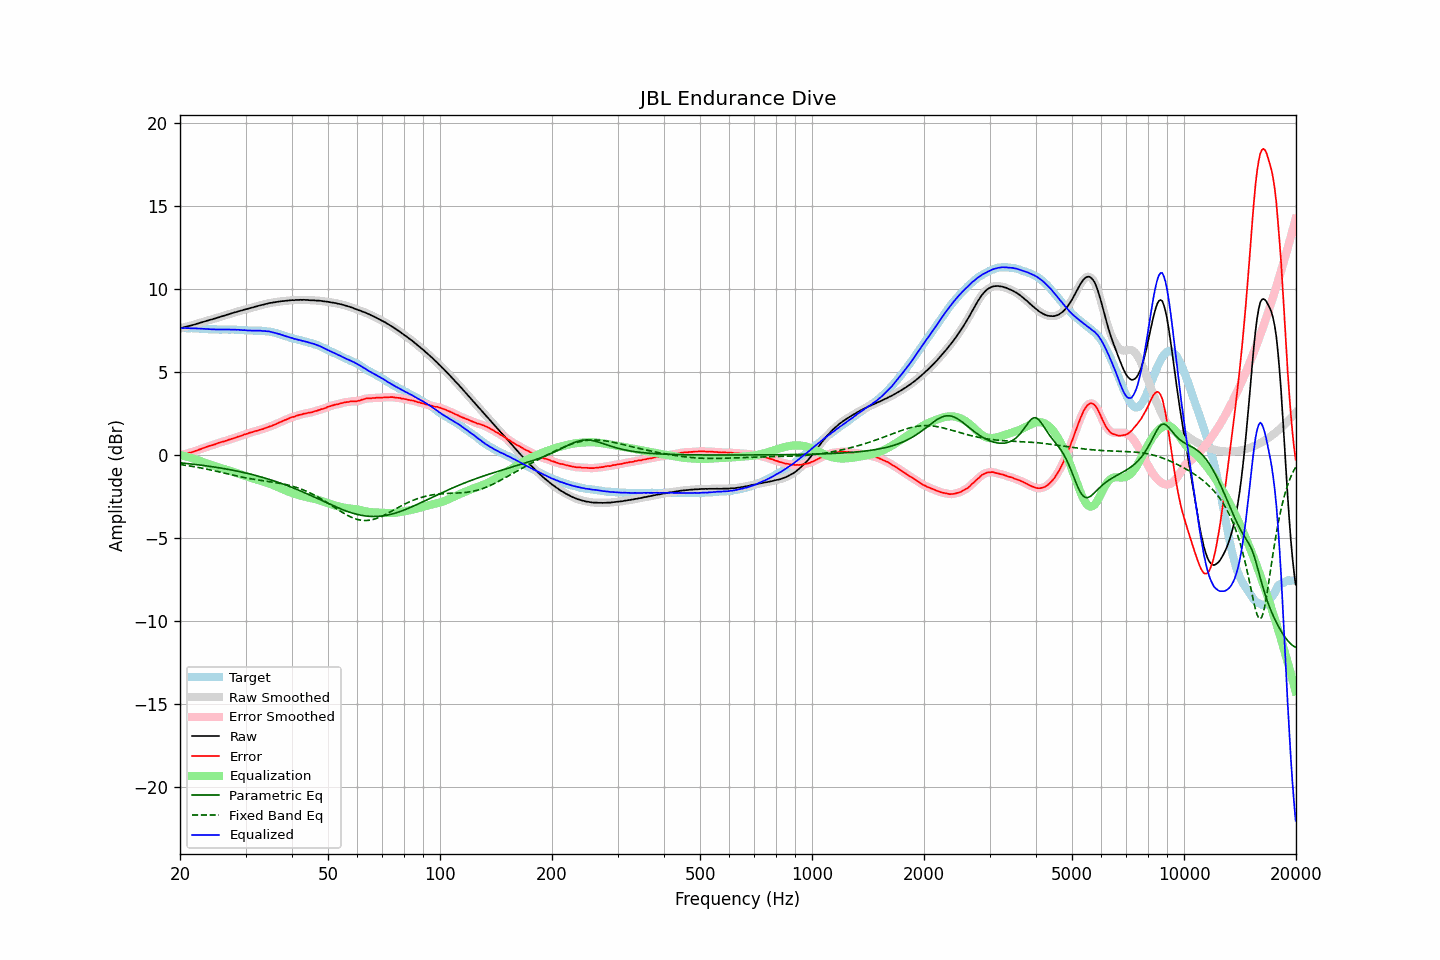 JBL Endurance Dive
20
15
10
5
0
−5
−10
−15
−20
Amplitude (dBr)
Target
Raw Smoothed
Error Smoothed
Raw
Error
Equalization
Parametric Eq
Fixed Band Eq
Equalized
20 50 100 200 500 1000 2000 5000 10000 20000
Frequency (Hz)